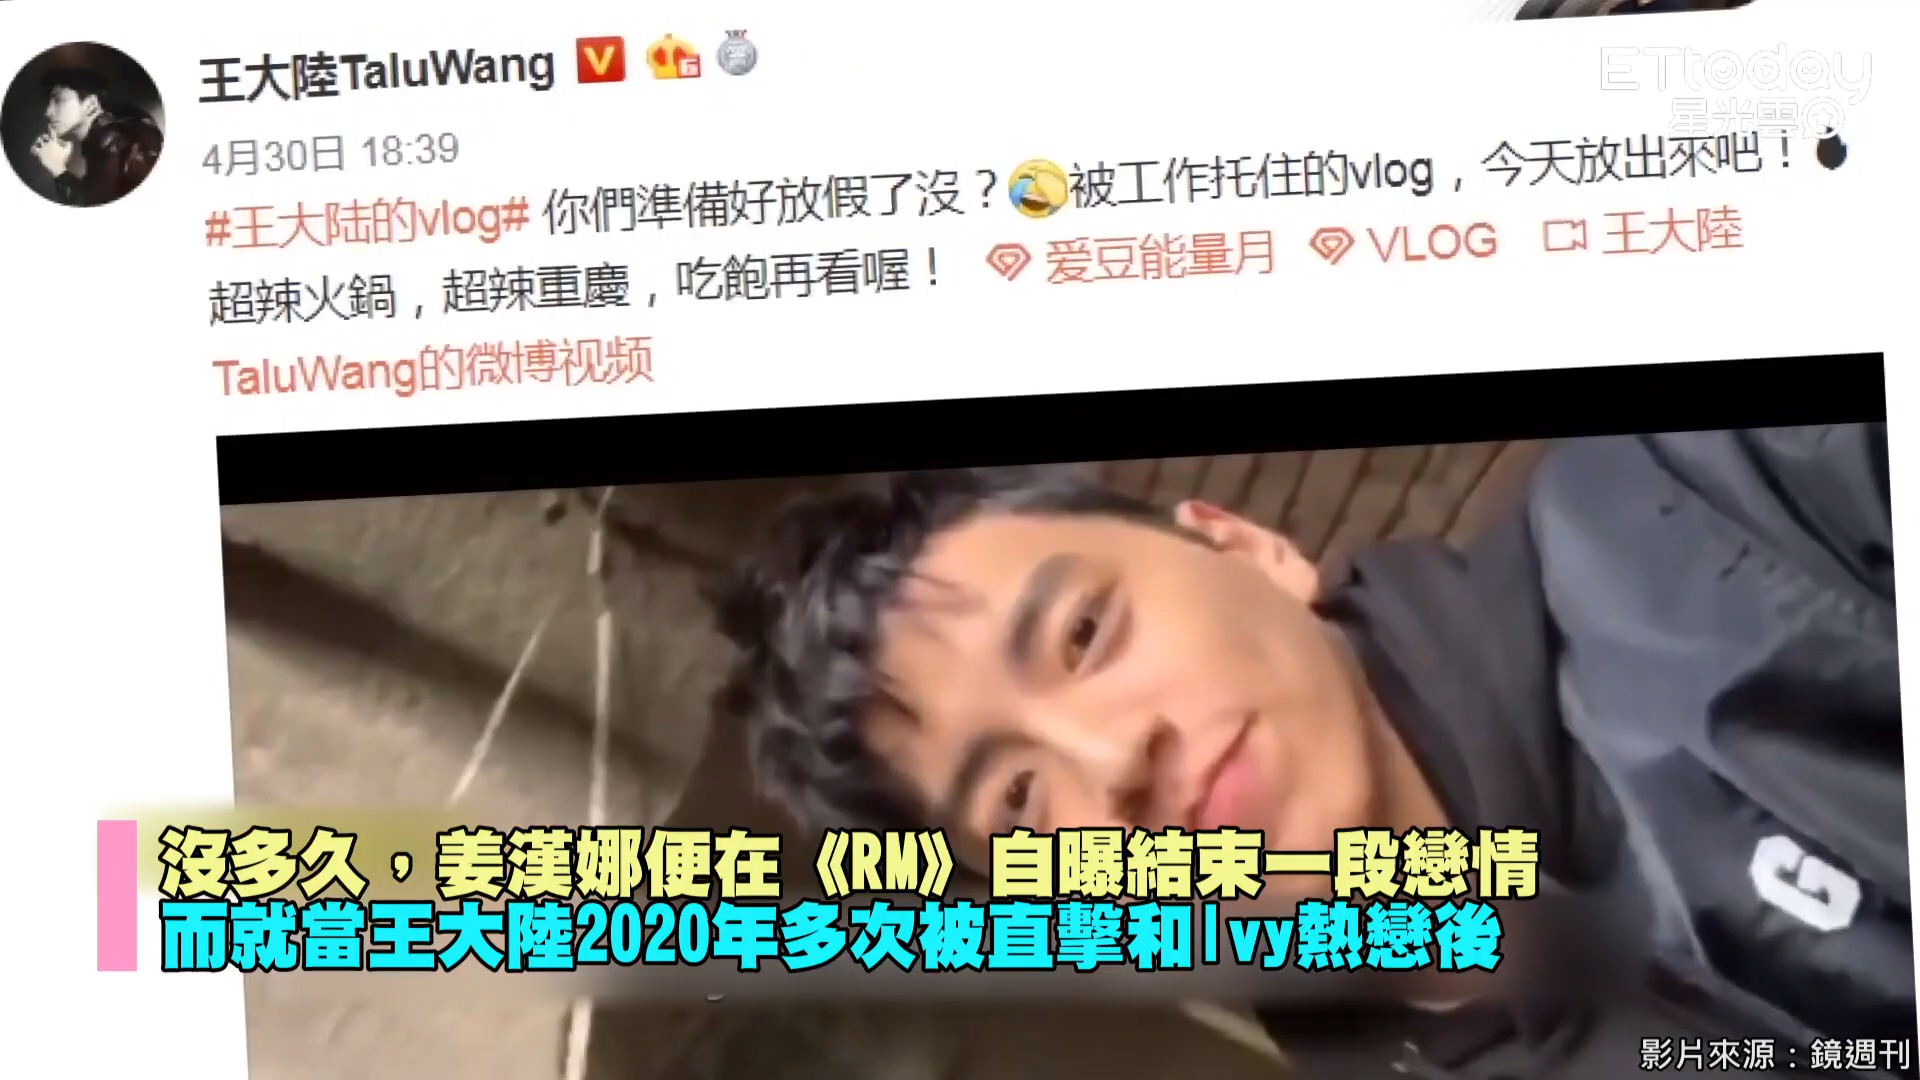 王大陸TaluWang
4月30日 18:39
ETtoday
星光雲
#王大陆的vlog# 你們準備好放假了沒？被工作托住的vlog，今天放出來吧！
超辣火鍋，超辣重慶，吃飽再看喔！ 爱豆能量月 VLOG 王大陸
TaluWang的微博视频
G
沒多久，姜漢娜便在《RM》自曝結束一段戀情
而就當王大陸2020年多次被直擊和Ivy熱戀後
影片來源：鏡週刊